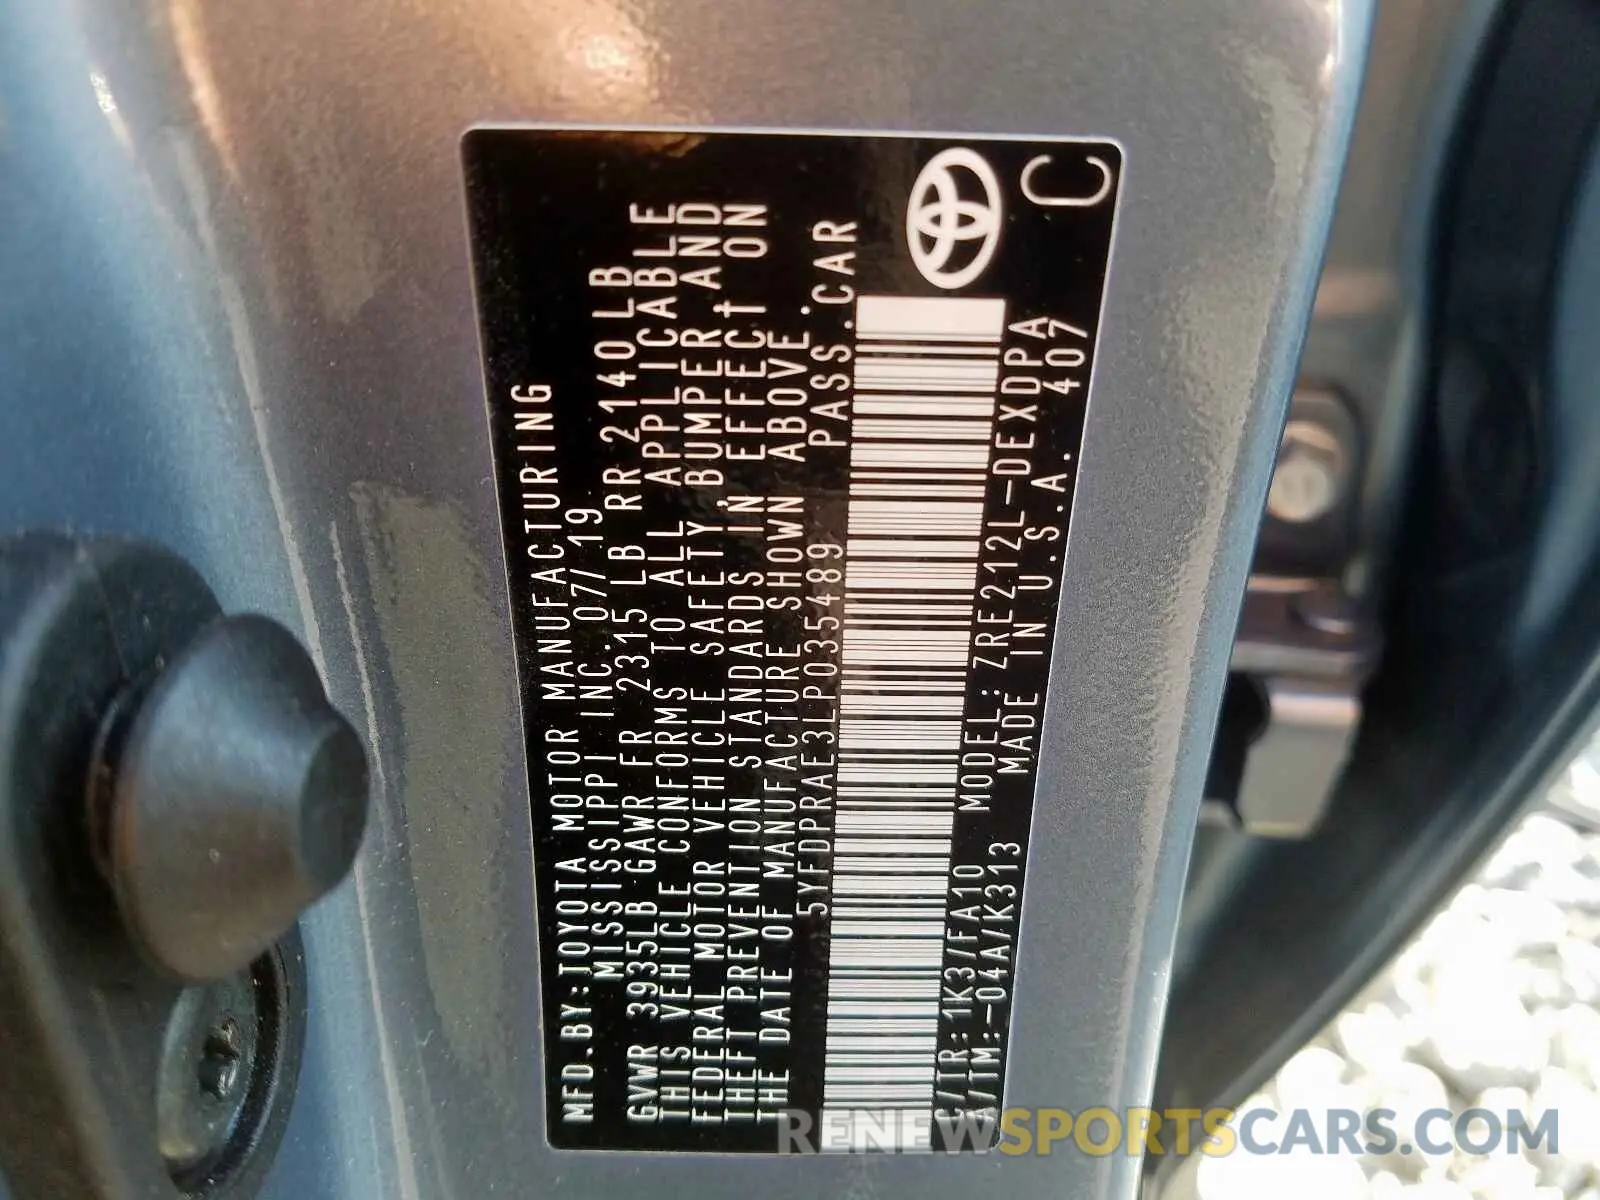 MFD.BY:TOYOTA MOTOR MANUFACTURING
MISSISSIPPI INC. 07/19
GVWR 3935LB GAWR FR 2315 LB RR 2140LB
THIS VEHICLE CONFORMS TO ALL APPLICABLE
FEDERAL MOTOR VEHICLE SAFETY,BUMPER,AND
THEFT PREVENTION STANDARDS IN EFFECT ON
THE DATE OF MANUFACTURE SHOWN ABOVE.
5YFDPRAE3LP035489 PASS.CAR
C/TR:1K3/FA10 MODEL:ZRE212L-DEXDPA
A/TM:-04A/K313 MADE IN U.S.A. 407
C
RENEWSPORTSCARS.COM